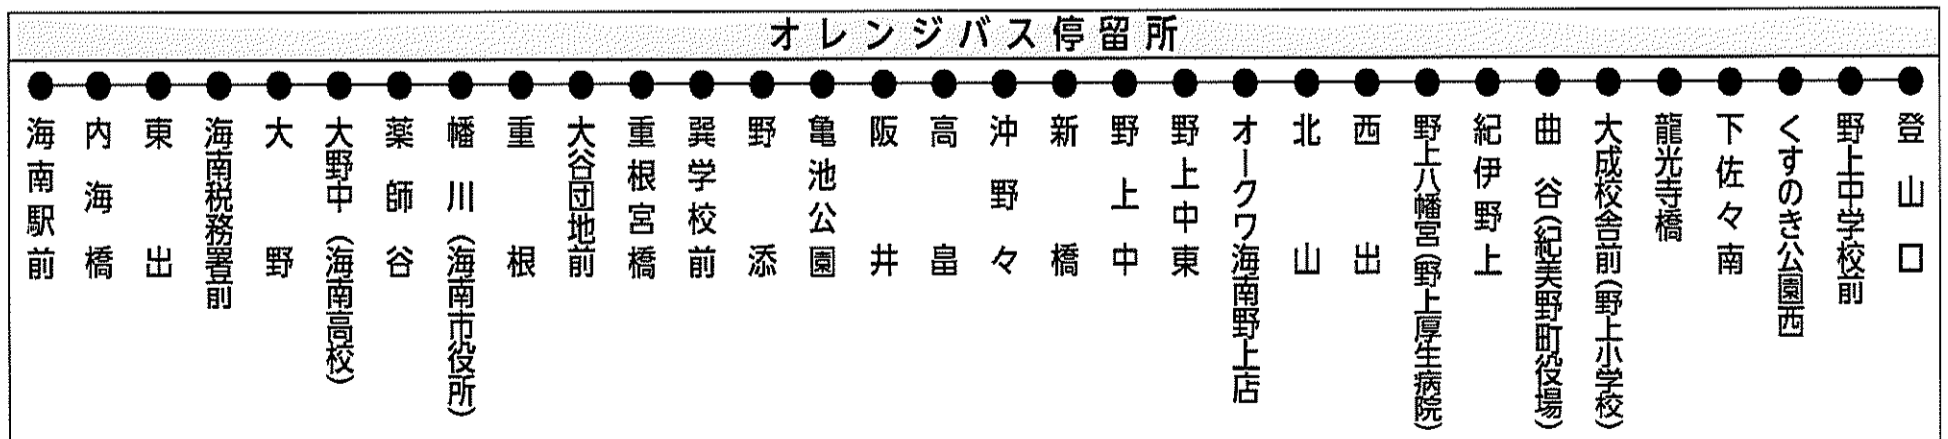 オレンジバス停留所
海南駅前
内海橋
東出
海南税務署前
大野
大野中（海南高校）
薬師谷
幡川（海南市役所）
重根
大谷団地前
重根宮橋
巽学校前
野添
亀池公園
阪井
高畠
沖野々
新橋
野上中
野上中東
オークワ海南野上店
北山
西出
野上八幡宮（野上厚生病院）
紀伊野上
曲谷（紀美野町役場）
大成校舎前（野上小学校）
龍光寺橋
下佐々南
くすのき公園西
野上中学校前
登山口